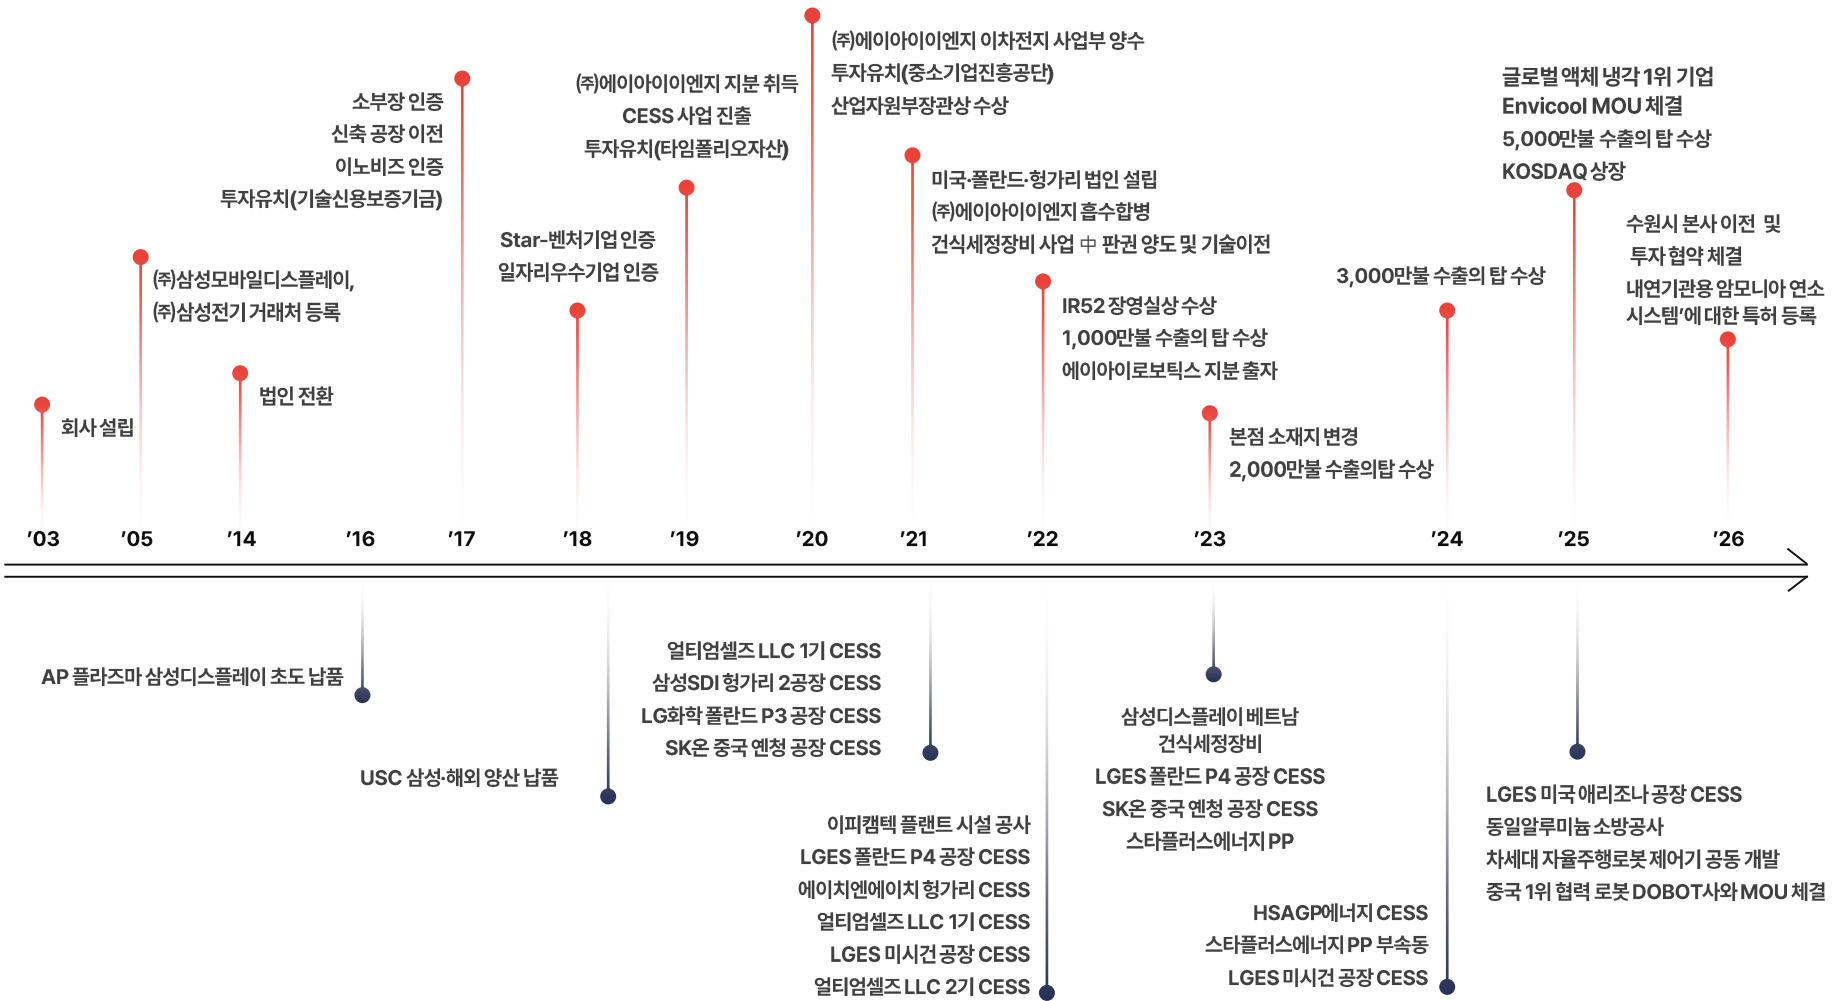 회사 설립
㈜삼성모바일디스플레이,
㈜삼성전기 거래처 등록
법인 전환
소부장 인증
신축 공장 이전
이노비즈 인증
투자유치(기술신용보증기금)
Star-벤처기업 인증
일자리우수기업 인증
㈜에이아이이엔지 지분 취득
CESS 사업 진출
투자유치(타임폴리오자산)
㈜에이아이이엔지 이차전지 사업부 양수
투자유치(중소기업진흥공단)
산업자원부장관상 수상
미국·폴란드·헝가리 법인 설립
㈜에이아이이엔지 흡수합병
건식세정장비 사업 中 판권 양도 및 기술이전
IR52 장영실상 수상
1,000만불 수출의 탑 수상
에이아이로보틱스 지분 출자
본점 소재지 변경
2,000만불 수출의탑 수상
3,000만불 수출의 탑 수상
글로벌 액체 냉각 1위 기업
Envicool MOU 체결
5,000만불 수출의 탑 수상
KOSDAQ 상장
수원시 본사 이전 및
투자 협약 체결
내연기관용 암모니아 연소
시스템’에 대한 특허 등록
’03 ’05 ’14 ’16 ’17 ’18 ’19 ’20 ’21 ’22 ’23 ’24 ’25 ’26
AP 플라즈마 삼성디스플레이 초도 납품
USC 삼성·해외 양산 납품
얼티엄셀즈 LLC 1기 CESS
삼성SDI 헝가리 2공장 CESS
LG화학 폴란드 P3 공장 CESS
SK온 중국 옌청 공장 CESS
이피캠텍 플랜트 시설 공사
LGES 폴란드 P4 공장 CESS
에이치엔에이치 헝가리 CESS
얼티엄셀즈 LLC 1기 CESS
LGES 미시건 공장 CESS
얼티엄셀즈 LLC 2기 CESS
삼성디스플레이 베트남
건식세정장비
LGES 폴란드 P4 공장 CESS
SK온 중국 옌청 공장 CESS
스타플러스에너지 PP
HSAGP에너지 CESS
스타플러스에너지 PP 부속동
LGES 미시건 공장 CESS
LGES 미국 애리조나 공장 CESS
동일알루미늄 소방공사
차세대 자율주행로봇 제어기 공동 개발
중국 1위 협력 로봇 DOBOT사와 MOU 체결